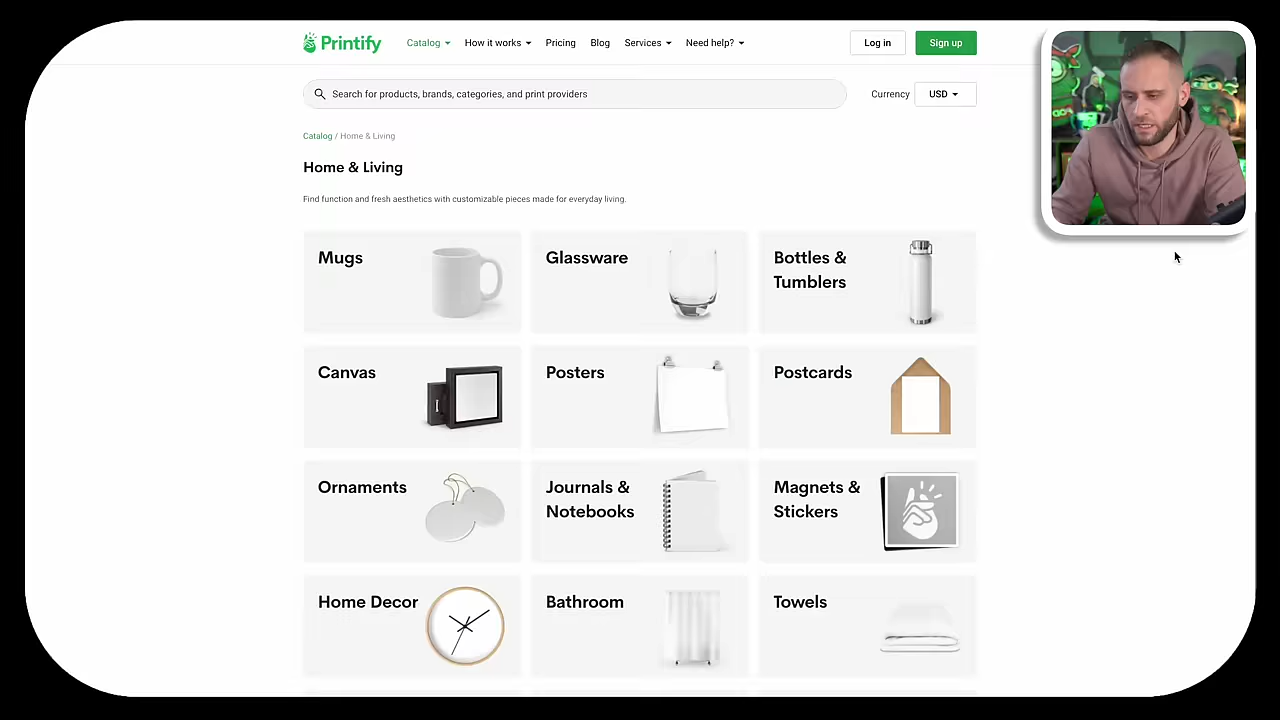 Printify
Catalog
How it works
Pricing
Blog
Services
Need help?
Log in
Sign up
Search for products, brands, categories, and print providers
Currency
USD
Catalog / Home & Living
Home & Living
Find function and fresh aesthetics with customizable pieces made for everyday living.
Mugs
Glassware
Bottles &
Tumblers
Canvas
Posters
Postcards
Ornaments
Journals &
Notebooks
Magnets &
Stickers
Home Decor
Bathroom
Towels